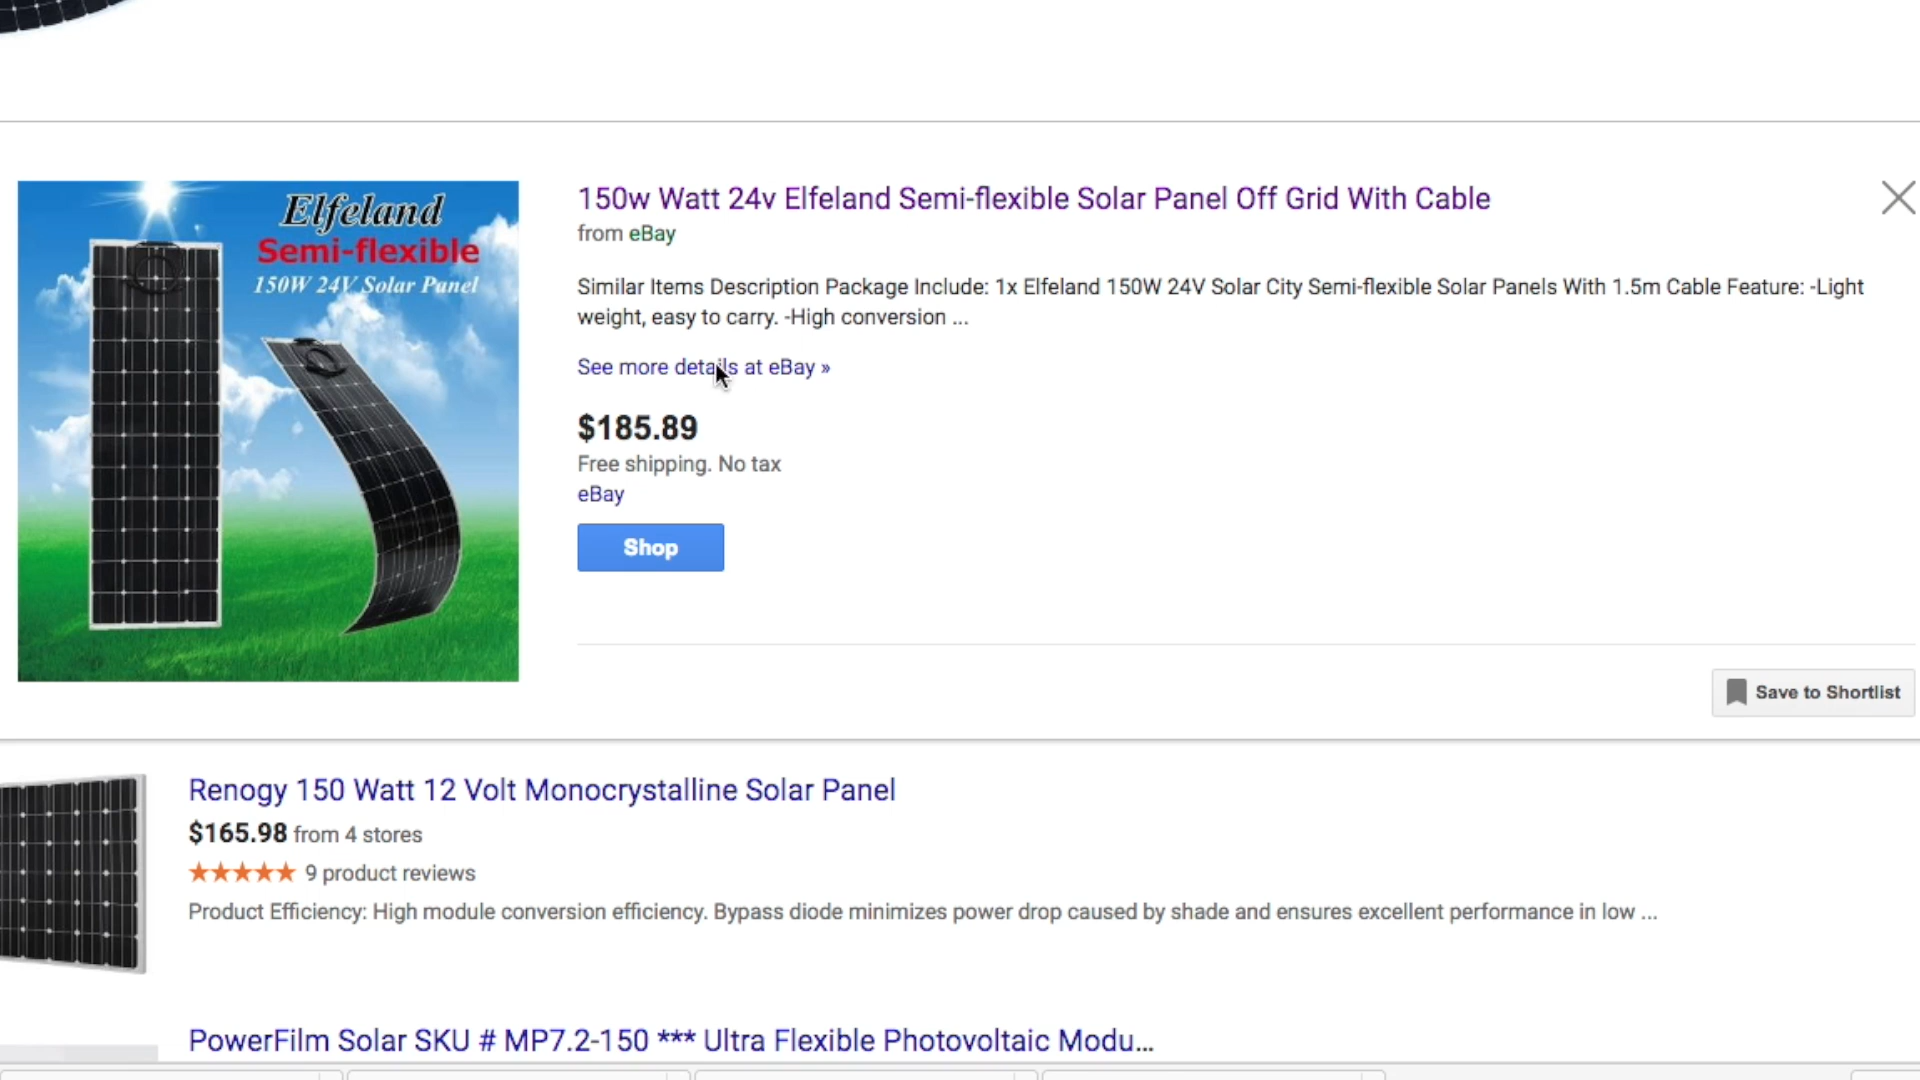 Elfeland
Semi-flexible
150W 24V Solar Panel
150w Watt 24v Elfeland Semi-flexible Solar Panel Off Grid With Cable
from eBay
Similar Items Description Package Include: 1x Elfeland 150W 24V Solar City Semi-flexible Solar Panels With 1.5m Cable Feature: -Light
weight, easy to carry. -High conversion ...
See more details at eBay »
$185.89
Free shipping. No tax
eBay
Shop
Save to Shortlist
Renogy 150 Watt 12 Volt Monocrystalline Solar Panel
$165.98 from 4 stores
9 product reviews
Product Efficiency: High module conversion efficiency. Bypass diode minimizes power drop caused by shade and ensures excellent performance in low ...
PowerFilm Solar SKU # MP7.2-150 *** Ultra Flexible Photovoltaic Modu...